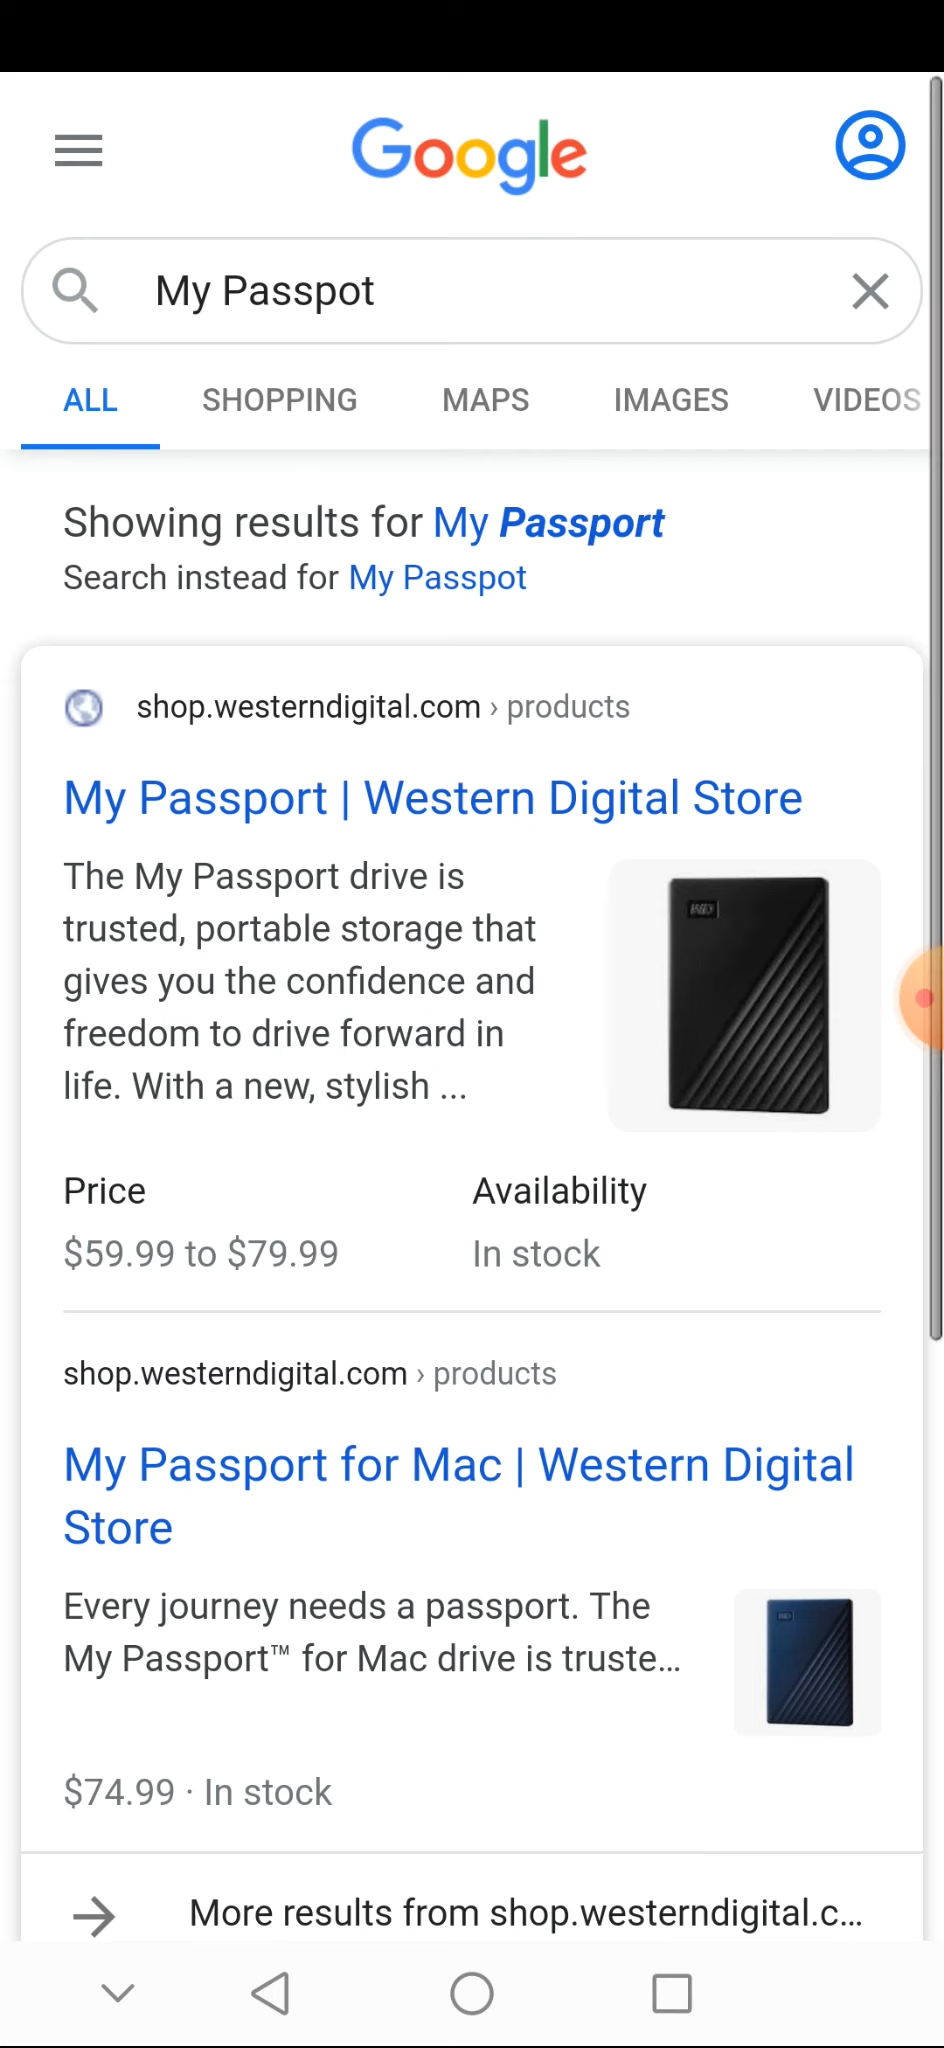 Google
My Passpot
ALL SHOPPING MAPS IMAGES VIDEOS
Showing results for My Passport
Search instead for My Passpot
shop.westerndigital.com › products
My Passport | Western Digital Store
The My Passport drive is
trusted, portable storage that
gives you the confidence and
freedom to drive forward in
life. With a new, stylish ...
WD
Price Availability
$59.99 to $79.99 In stock
shop.westerndigital.com › products
My Passport for Mac | Western Digital
Store
Every journey needs a passport. The
My Passport™ for Mac drive is truste...
WD
$74.99 · In stock
More results from shop.westerndigital.c...